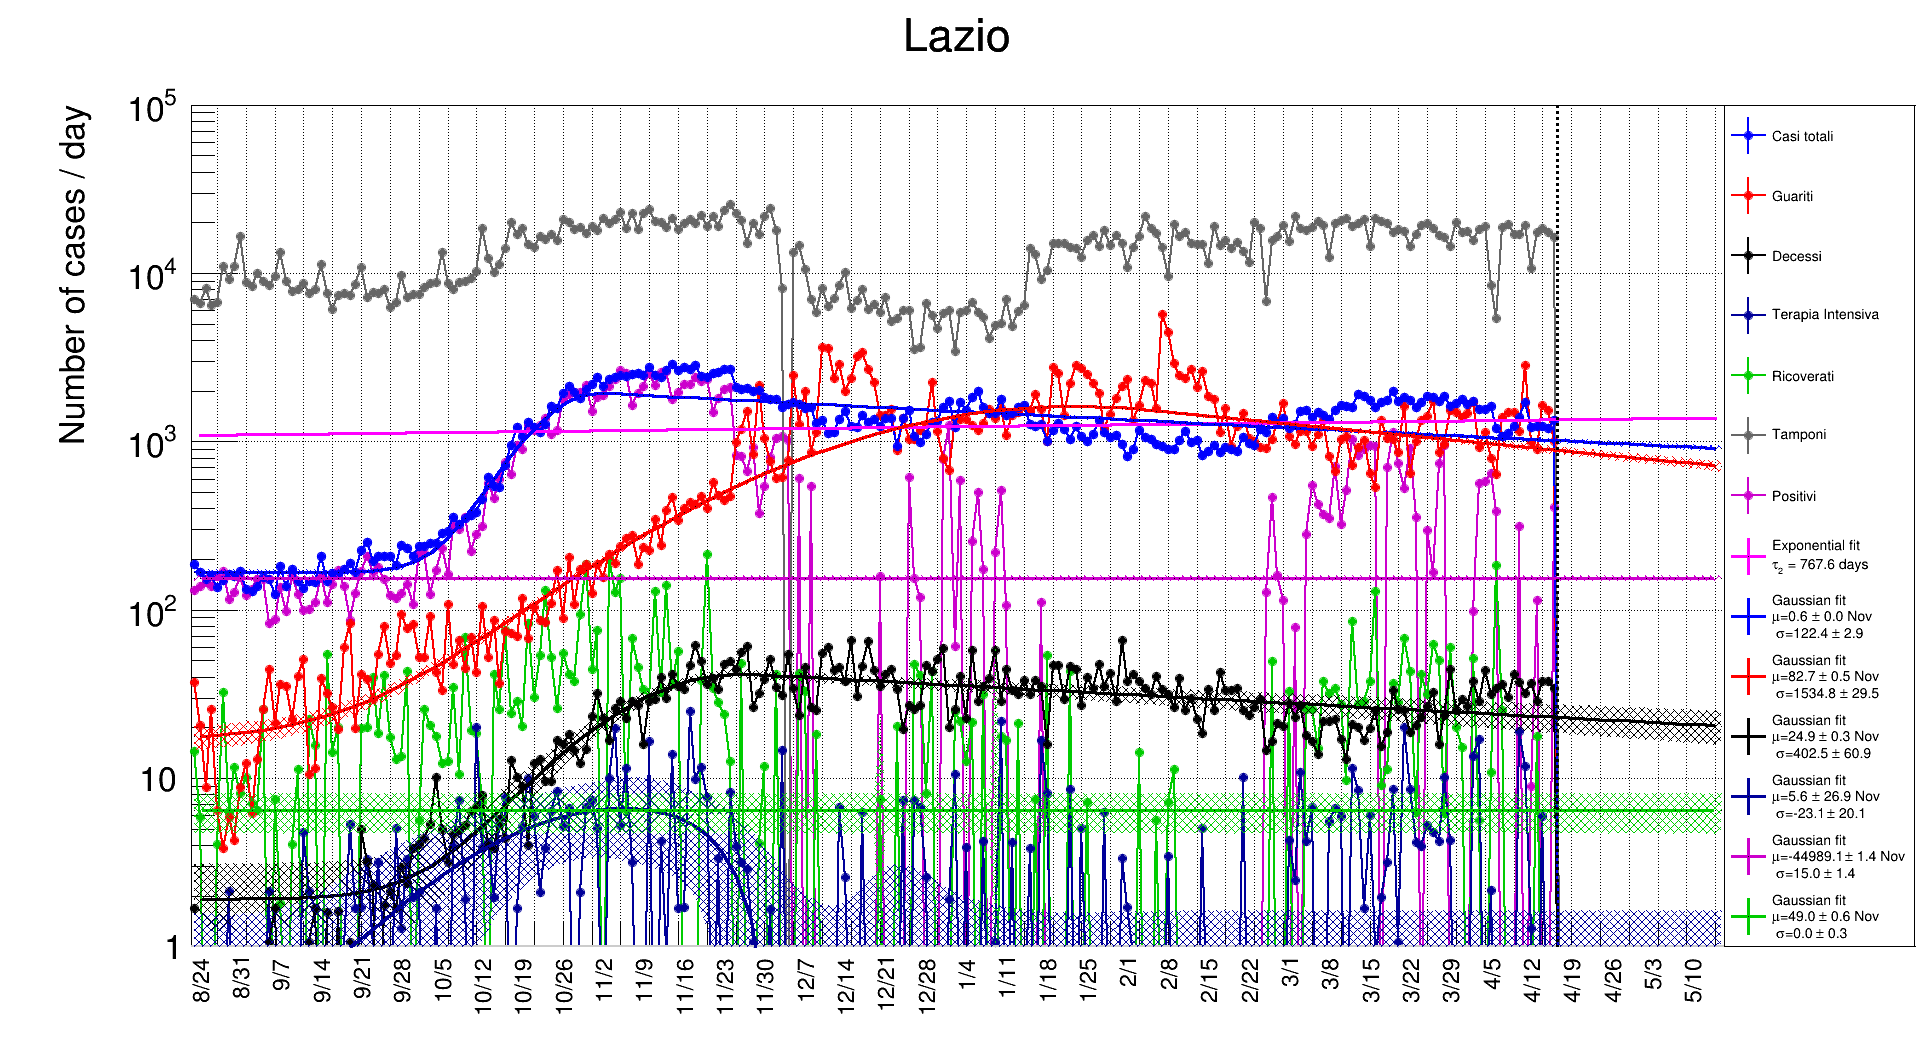 Lazio
Number of cases / day
10^5
10^4
10^3
10^2
10
1
8/24
8/31
9/7
9/14
9/21
9/28
10/5
10/12
10/19
10/26
11/2
11/9
11/16
11/23
11/30
12/7
12/14
12/21
12/28
1/4
1/11
1/18
1/25
2/1
2/8
2/15
2/22
3/1
3/8
3/15
3/22
3/29
4/5
4/12
4/19
4/26
5/3
5/10
Casi totali
Guariti
Decessi
Terapia Intensiva
Ricoverati
Tamponi
Positivi
Exponential fit
τ₂ = 767.6 days
Gaussian fit
μ=0.6 ± 0.0 Nov
σ=122.4 ± 2.9
Gaussian fit
μ=82.7 ± 0.5 Nov
σ=1534.8 ± 29.5
Gaussian fit
μ=24.9 ± 0.3 Nov
σ=402.5 ± 60.9
Gaussian fit
μ=5.6 ± 26.9 Nov
σ=-23.1 ± 20.1
Gaussian fit
μ=-44989.1 ± 1.4 Nov
σ=15.0 ± 1.4
Gaussian fit
μ=49.0 ± 0.6 Nov
σ=0.0 ± 0.3